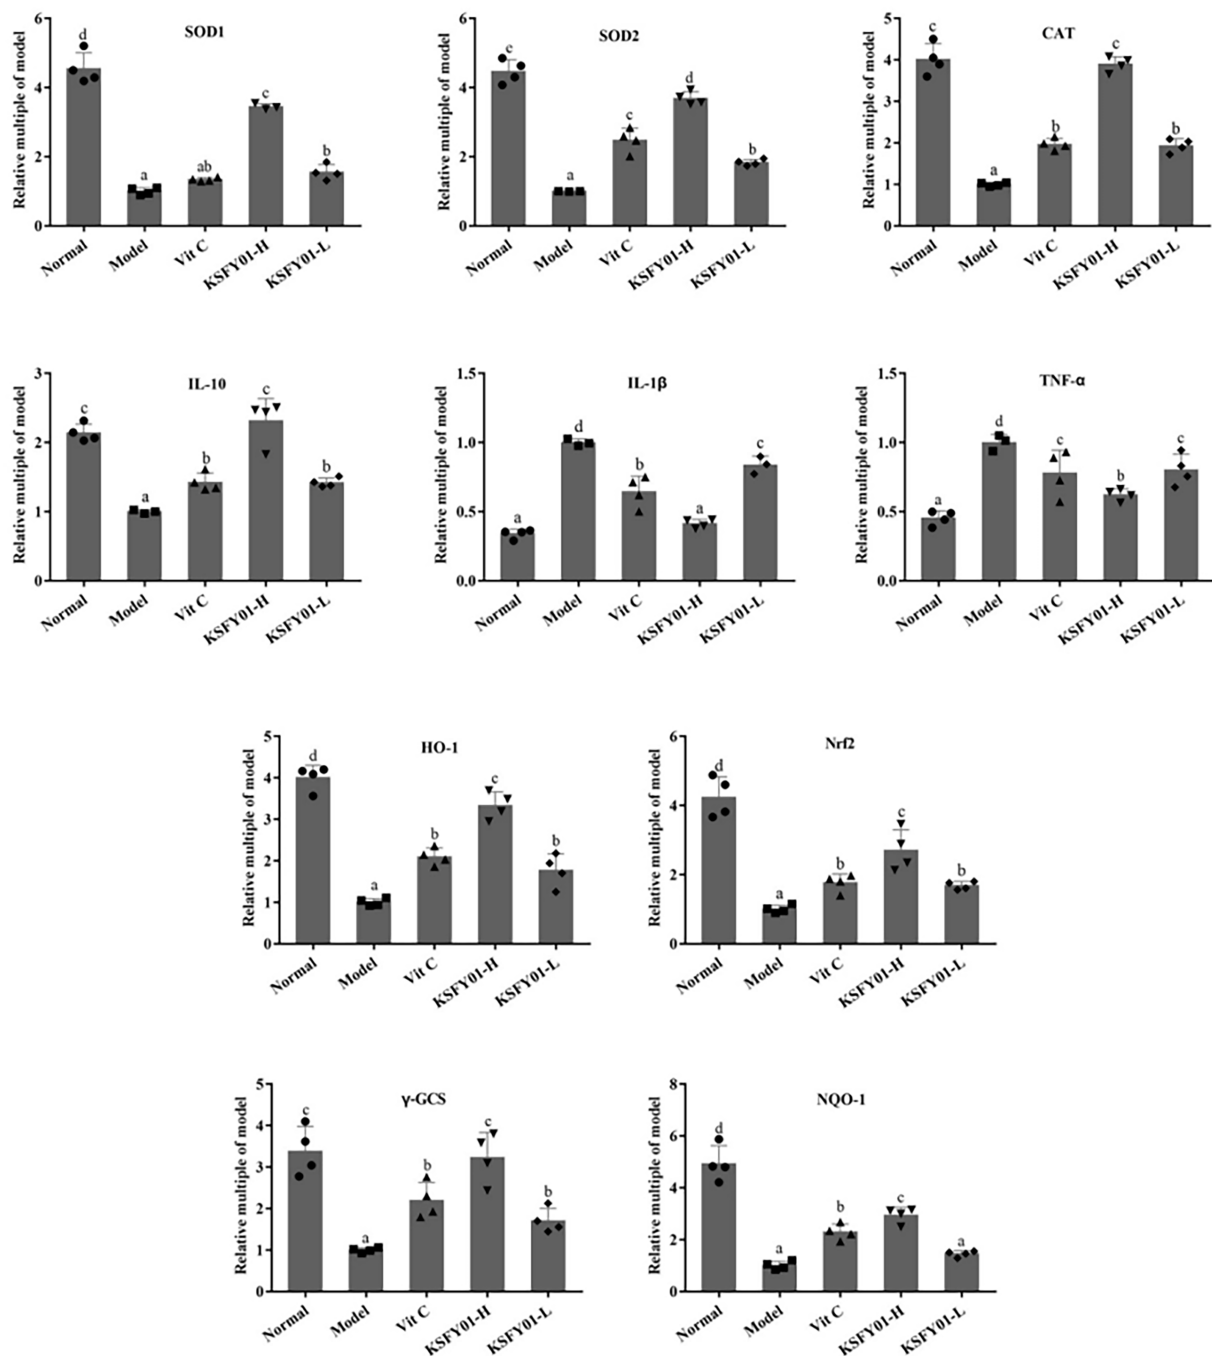 SOD1
Relative multiple of model
6
4
2
0
d
a
ab
c
b
Normal
Model
Vit C
KSFY01-H
KSFY01-L
SOD2
Relative multiple of model
6
4
2
0
e
a
c
d
b
Normal
Model
Vit C
KSFY01-H
KSFY01-L
CAT
Relative multiple of model
5
4
3
2
1
0
c
a
b
c
b
Normal
Model
Vit C
KSFY01-H
KSFY01-L
IL-10
Relative multiple of model
3
2
1
0
c
a
b
c
b
Normal
Model
Vit C
KSFY01-H
KSFY01-L
IL-1β
Relative multiple of model
1.5
1.0
0.5
0.0
a
d
b
a
c
Normal
Model
Vit C
KSFY01-H
KSFY01-L
TNF-α
Relative multiple of model
1.5
1.0
0.5
0.0
a
d
c
b
c
Normal
Model
Vit C
KSFY01-H
KSFY01-L
HO-1
Relative multiple of model
5
4
3
2
1
0
d
a
b
c
b
Normal
Model
Vit C
KSFY01-H
KSFY01-L
Nrf2
Relative multiple of model
6
4
2
0
d
a
b
c
b
Normal
Model
Vit C
KSFY01-H
KSFY01-L
γ-GCS
Relative multiple of model
5
4
3
2
1
0
c
a
b
c
b
Normal
Model
Vit C
KSFY01-H
KSFY01-L
NQO-1
Relative multiple of model
8
6
4
2
0
d
a
b
c
a
Normal
Model
Vit C
KSFY01-H
KSFY01-L